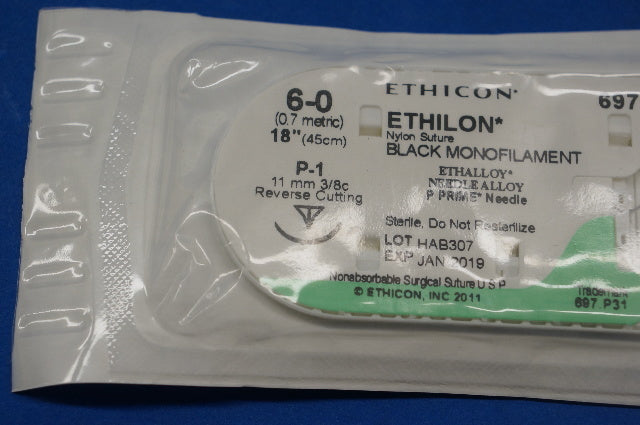 6-0
(0.7 metric)
18" (45cm)
P-1
11 mm 3/8c
Reverse Cutting
ETHICON*
697
ETHILON*
Nylon Suture
BLACK MONOFILAMENT
ETHALLOY*
NEEDLE ALLOY
P PRIME* Needle
Sterile, Do Not Resterilize
LOT HAB307
EXP JAN 2019
Nonabsorbable Surgical Suture U S P
© ETHICON, INC 2011
Trademark
697.P31